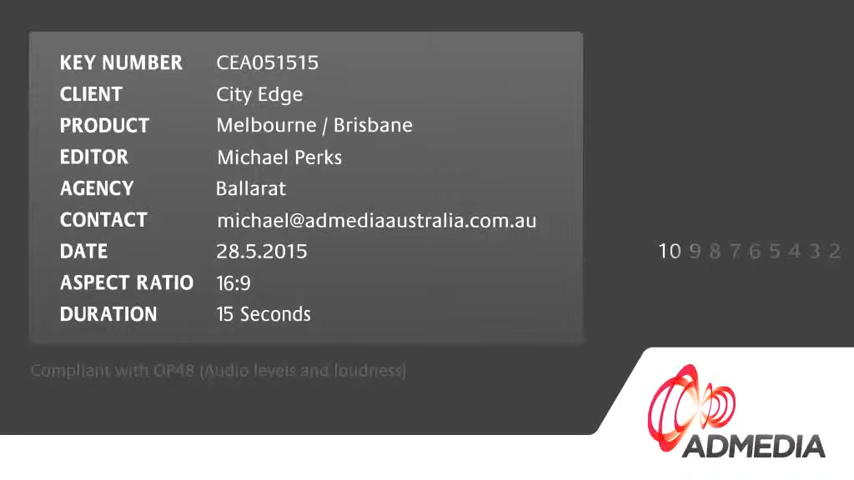 KEY NUMBER CEA051515
CLIENT City Edge
PRODUCT Melbourne / Brisbane
EDITOR Michael Perks
AGENCY Ballarat
CONTACT michael@admediaaustralia.com.au
DATE 28.5.2015
10 9 8 7 6 5 4 3 2
ASPECT RATIO 16:9
DURATION 15 Seconds
Compliant with OP48 (Audio levels and loudness)
ADMEDIA